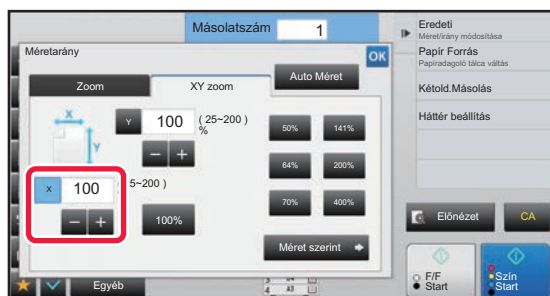 Másolatszám 1
Eredeti
Méret/irány módosítása
Papír Forrás
Papíradagoló tálca váltás
Kétold.Másolás
Háttér beállítás
Méretarány
OK
Zoom
XY zoom
Auto Méret
X
Y
Y 100 ( 25~200 )
%
50% 141%
64% 200%
70% 400%
X 100 5~200 )
100%
Méret szerint
Előnézet
CA
Egyéb
4 A3
F/F
Start
Szín
Start